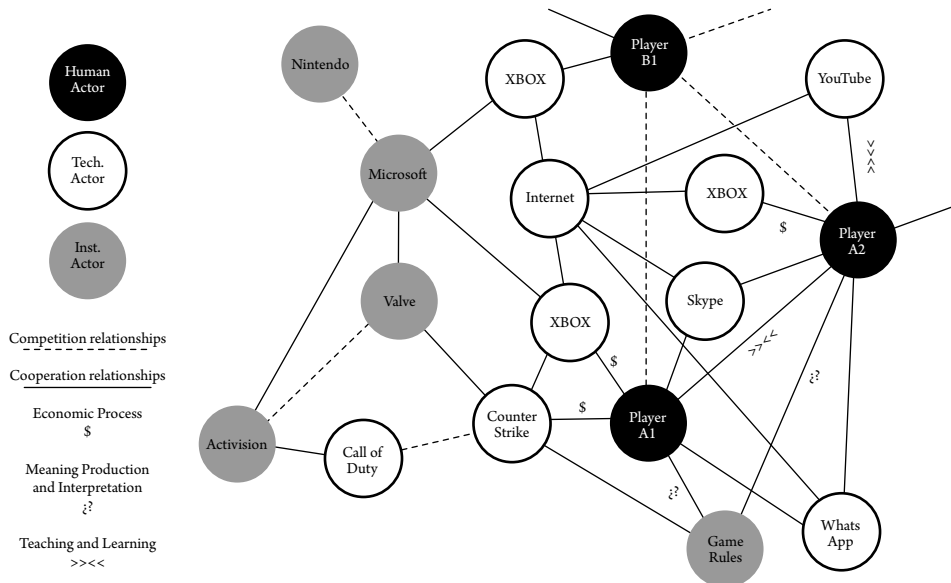 Human
Actor
Tech.
Actor
Inst.
Actor
Competition relationships
Cooperation relationships
Economic Process
$
Meaning Production
and Interpretation
¿?
Teaching and Learning
>><<
Nintendo
XBOX
Player
B1
YouTube
Microsoft
>><<
Internet
XBOX
$
Player
A2
Valve
XBOX
Skype
>><<
$
¿?
Activision
Call of
Duty
Counter
Strike
$
Player
A1
¿?
Game
Rules
Whats
App